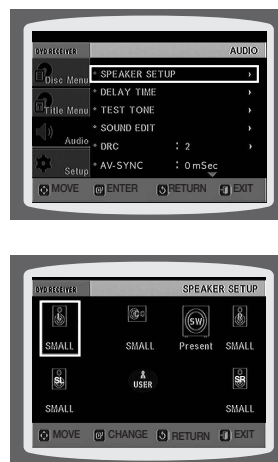 DVD RECEIVER AUDIO
Disc Menu
Title Menu
Audio
Setup
SPEAKER SETUP
DELAY TIME
TEST TONE
SOUND EDIT
DRC : 2
AV-SYNC : 0 mSec
MOVE ENTER RETURN EXIT
DVD RECEIVER SPEAKER SETUP
L C SW R
SMALL SMALL Present SMALL
SL USER SR
SMALL SMALL
MOVE CHANGE RETURN EXIT